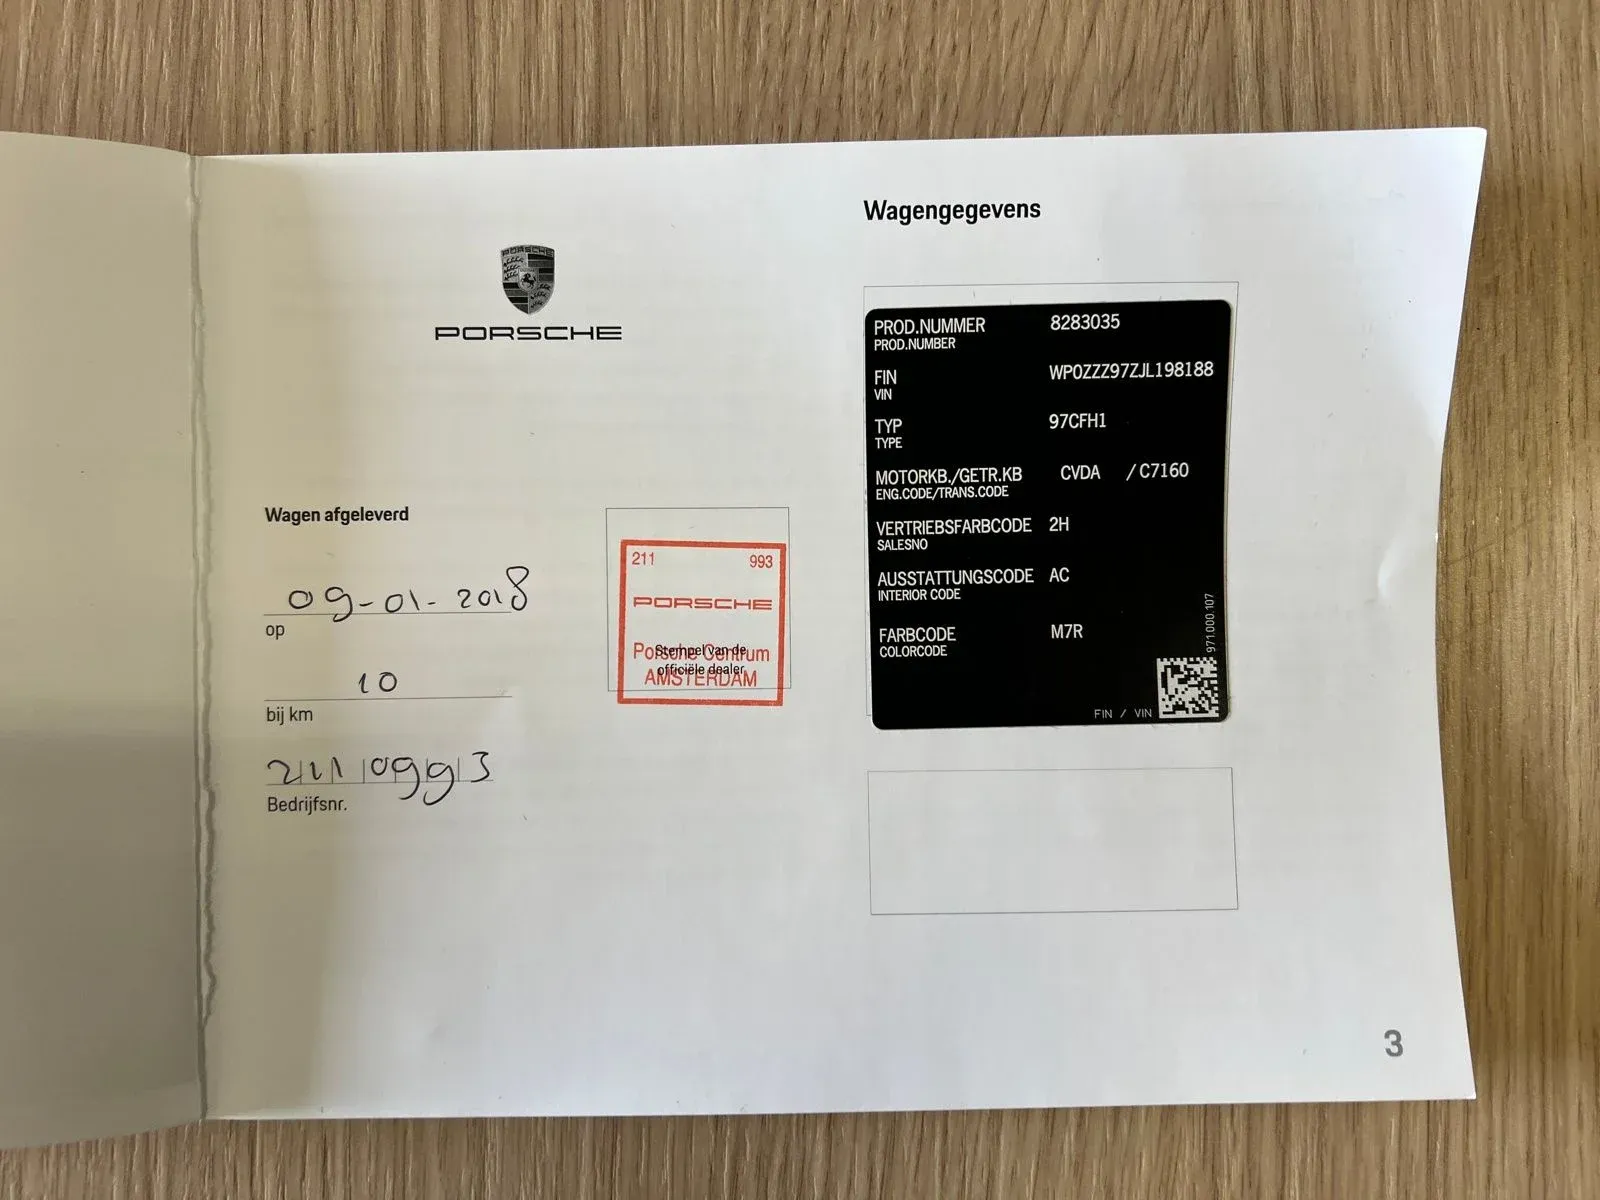 PORSCHE
PORSCHE
Wagen afgeleverd
09-01-2018
op
10
bij km
21110993
Bedrijfsnr.
211 993
PORSCHE
Porsche Centrum
AMSTERDAM
Stempel van de
officiële dealer
Wagengegevens
PROD.NUMMER 8283035
PROD.NUMBER
FIN WP0ZZZ97ZJL198188
VIN
TYP 97CFH1
TYPE
MOTORKB./GETR.KB CVDA / C7160
ENG.CODE/TRANS.CODE
VERTRIEBSFARBCODE 2H
SALESNO
AUSSTATTUNGSCODE AC
INTERIOR CODE
FARBCODE M7R
COLORCODE
971.000.107
FIN / VIN
3